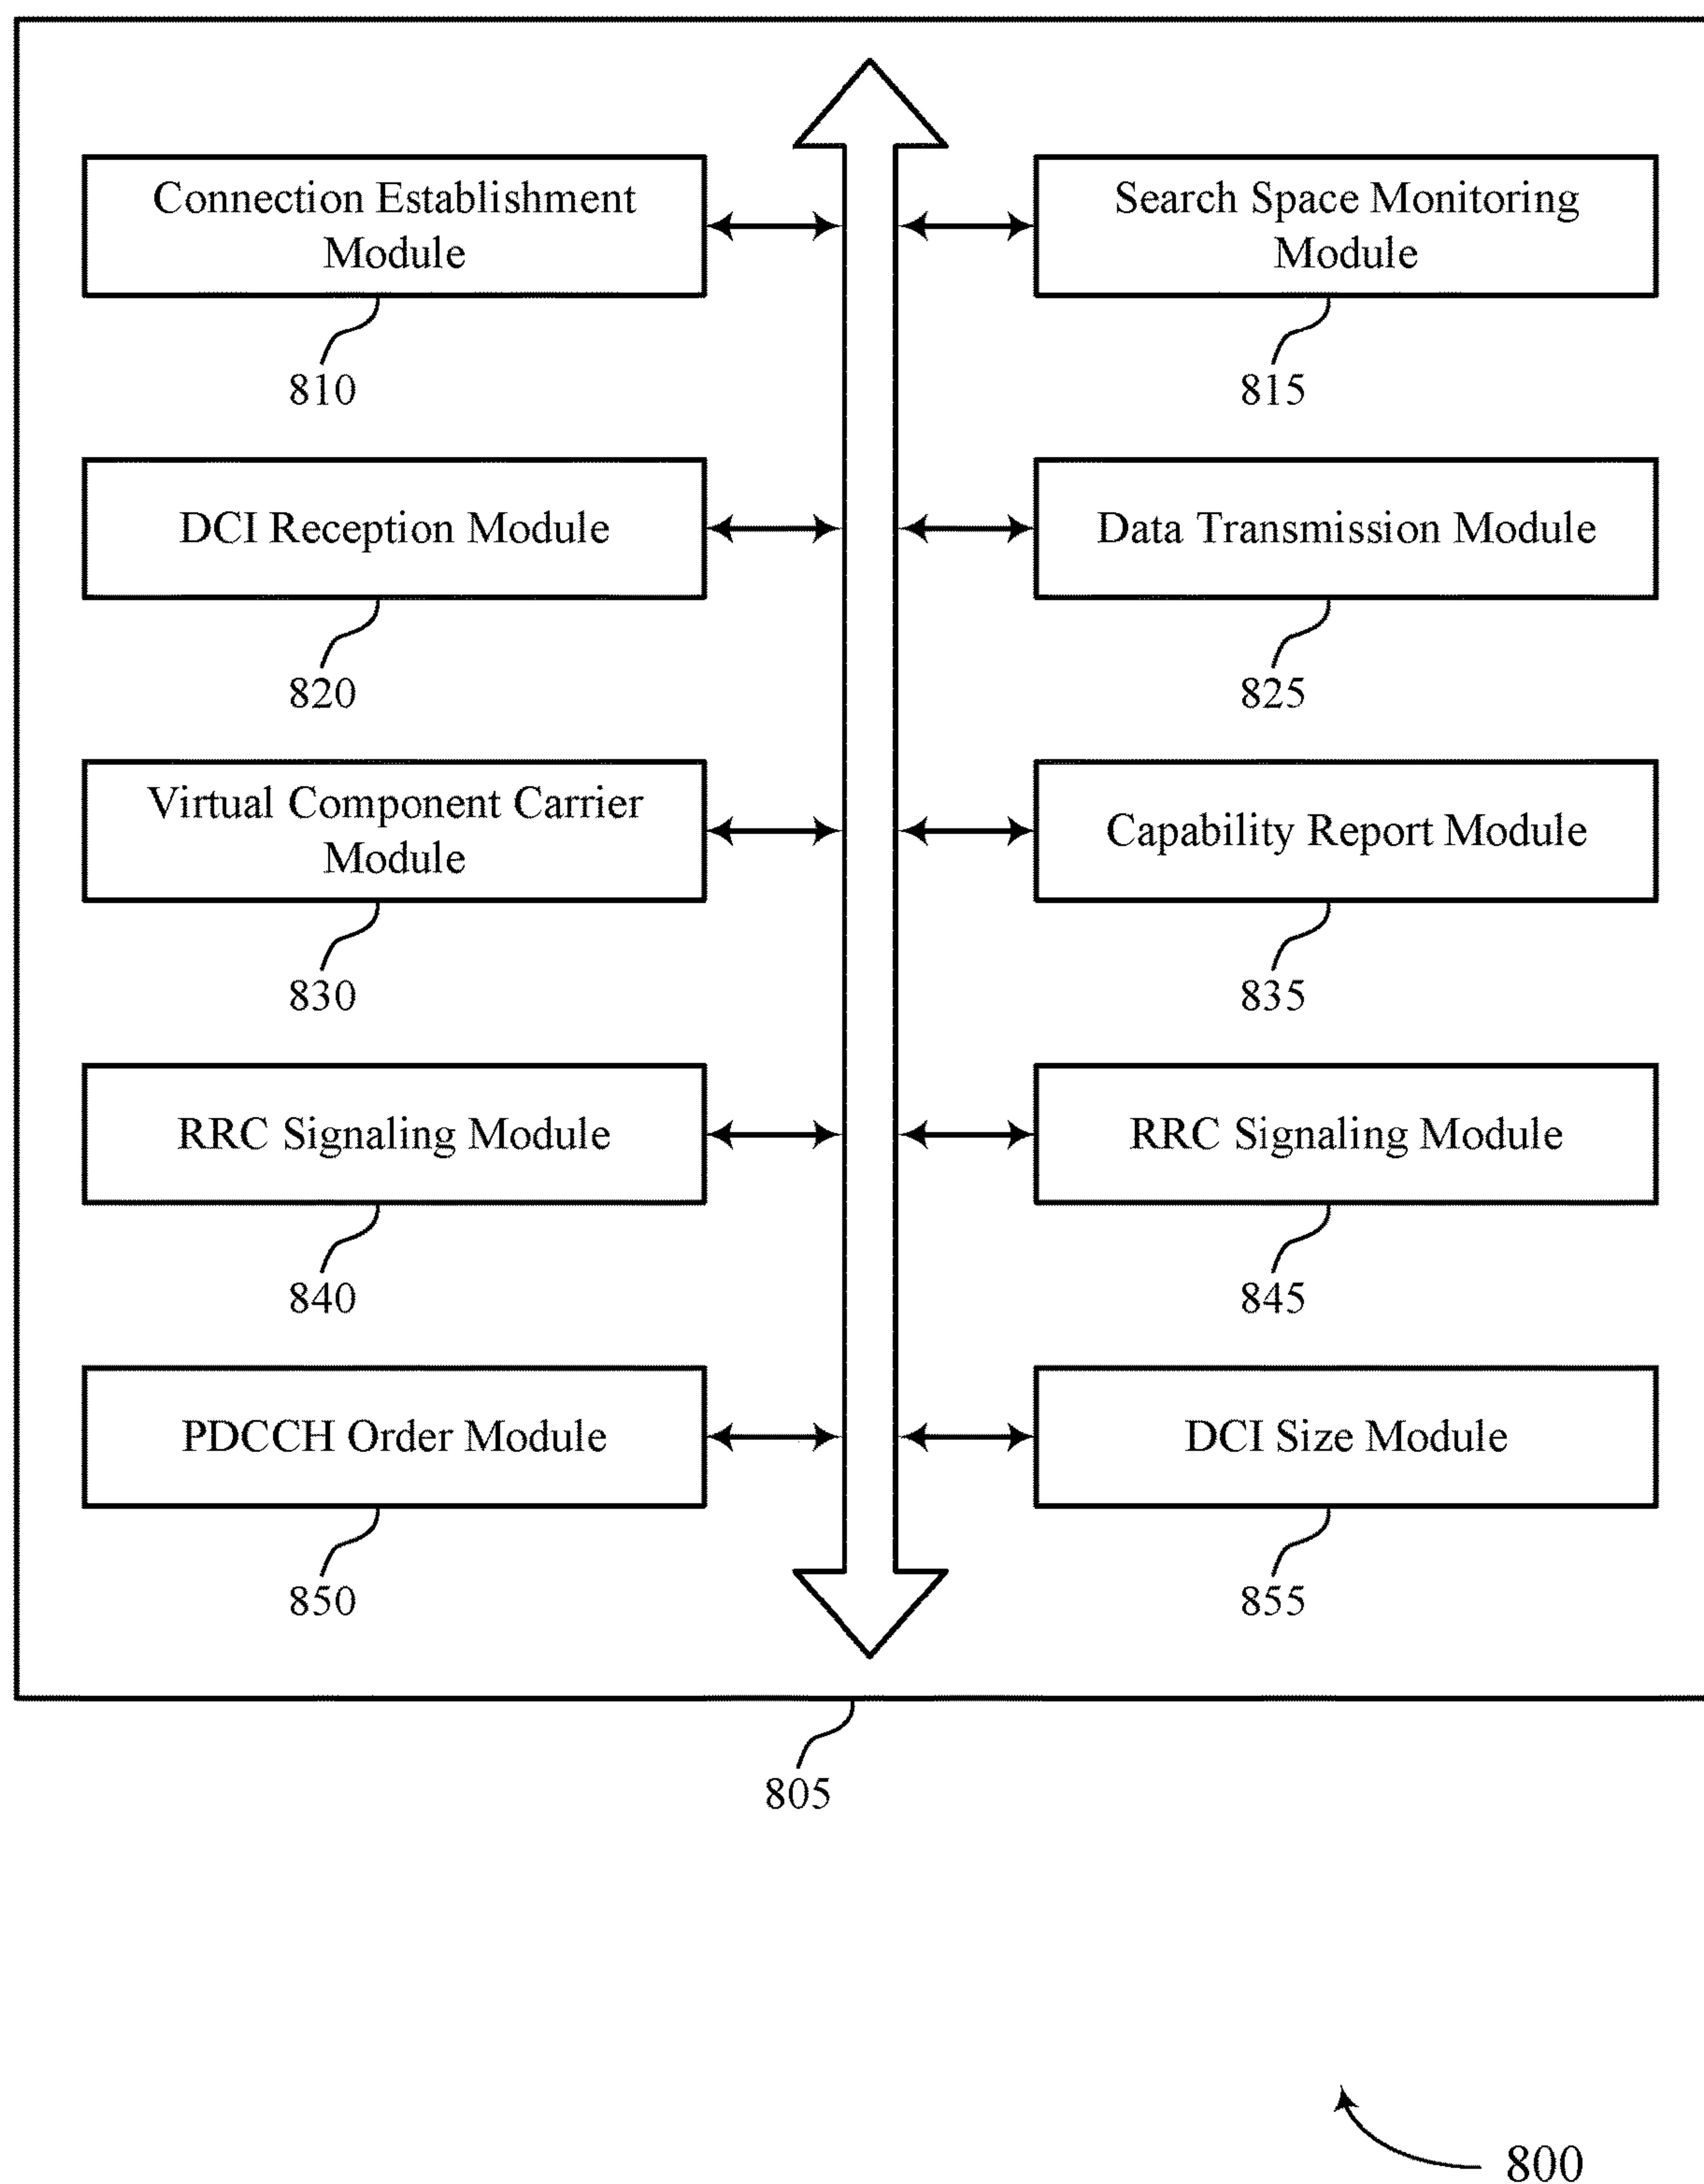 Connection Establishment
Module
810
Search Space Monitoring
Module
815
DCI Reception Module
820
Data Transmission Module
825
Virtual Component Carrier
Module
830
Capability Report Module
835
RRC Signaling Module
840
RRC Signaling Module
845
PDCCH Order Module
850
DCI Size Module
855
805
800